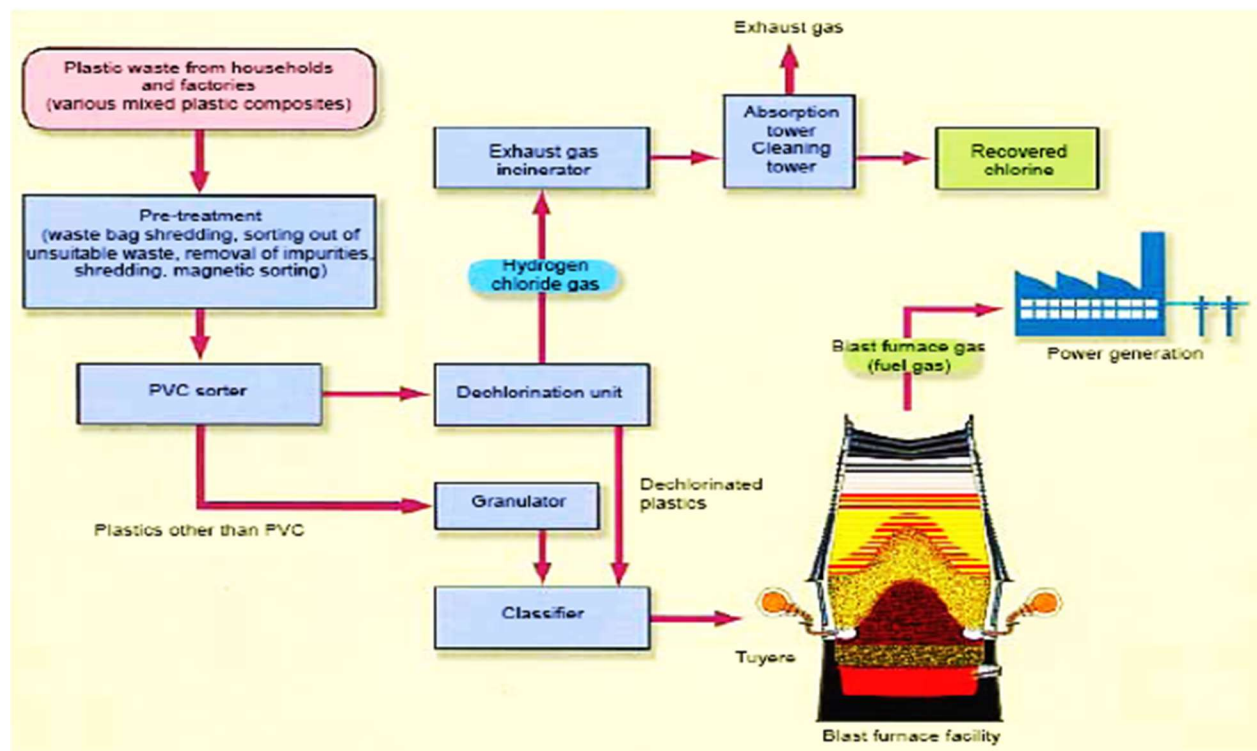 Exhaust gas
Plastic waste from households
and factories
(various mixed plastic composites)
Absorption
tower
Cleaning
tower
Exhaust gas
incinerator
Recovered
chlorine
Pre-treatment
(waste bag shredding, sorting out of
unsuitable waste, removal of impurities,
shredding, magnetic sorting)
Hydrogen
chloride gas
Blast furnace gas
(fuel gas)
Power generation
PVC sorter
Dechlorination unit
Dechlorinated
plastics
Granulator
Plastics other than PVC
Classifier
Tuyere
Blast furnace facility